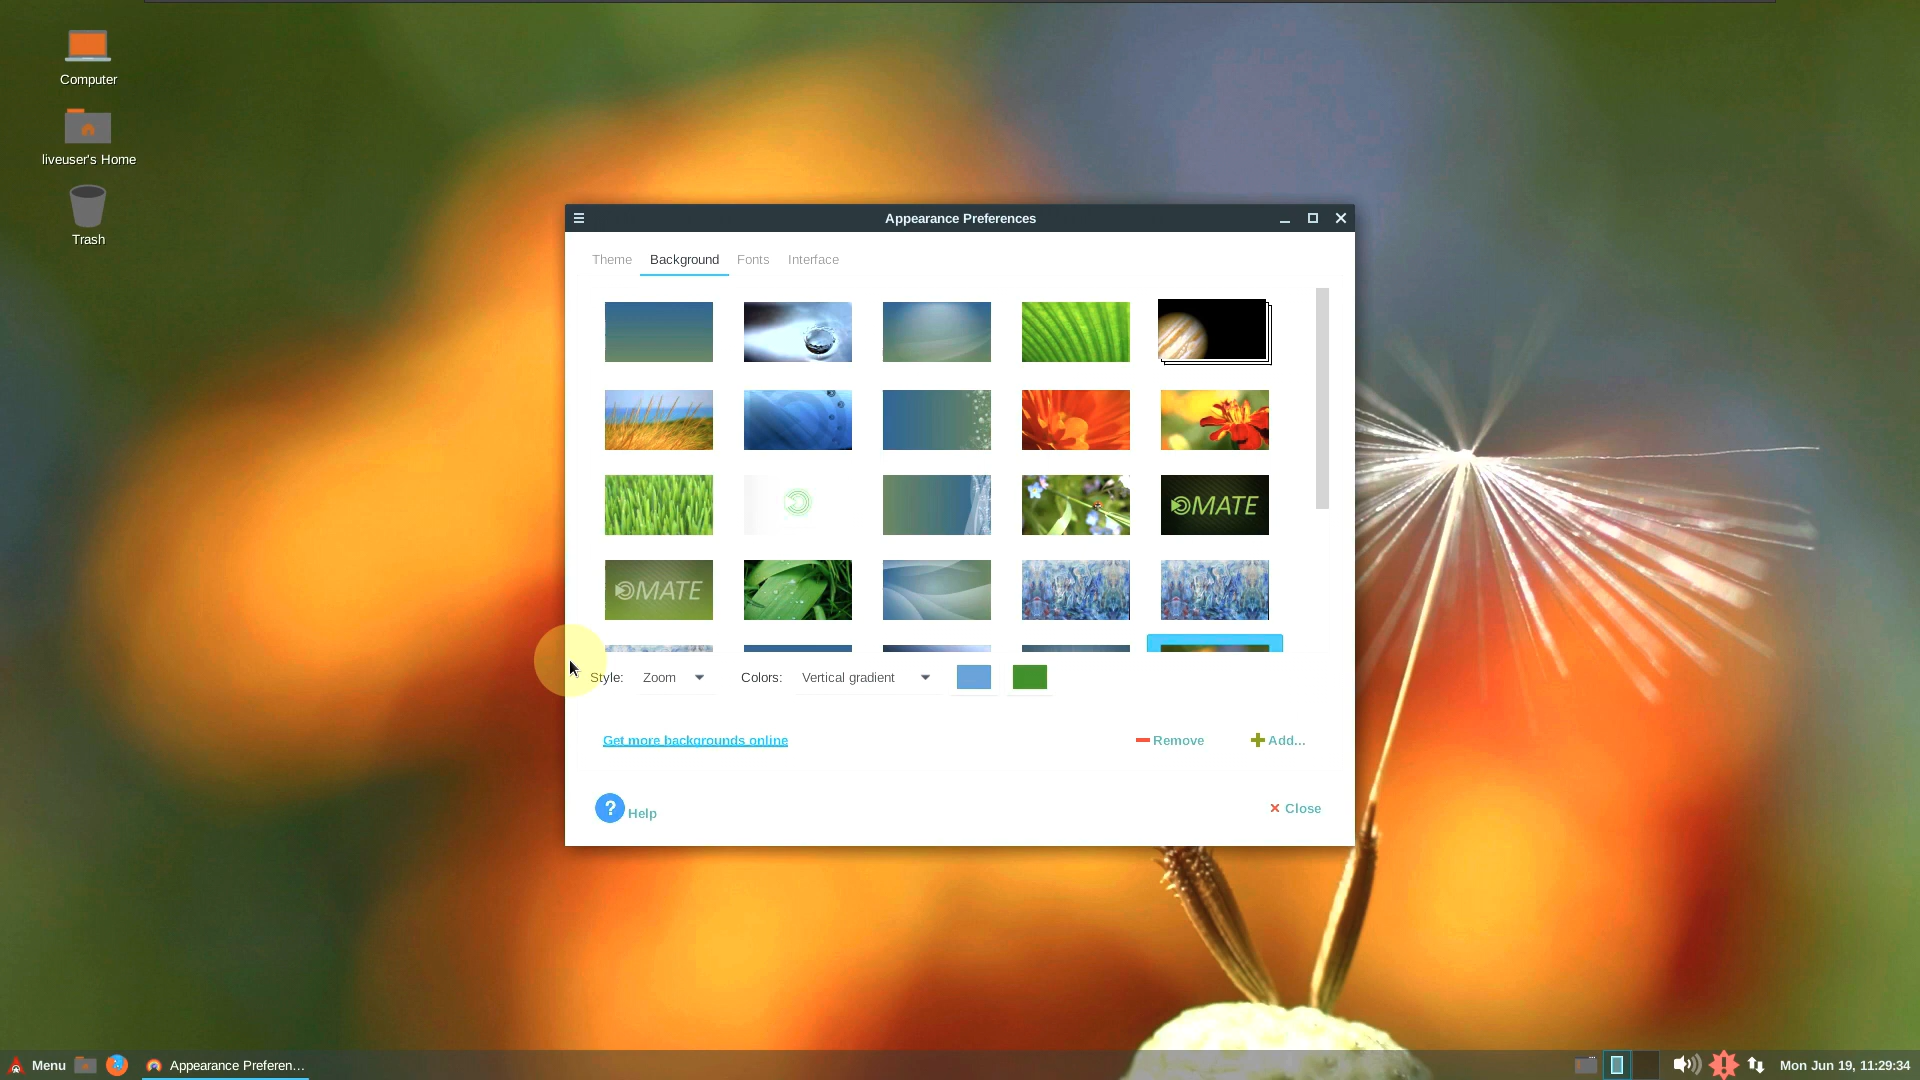 Computer
liveuser's Home
Trash
Appearance Preferences
Theme Background Fonts Interface
MATE
MATE
Style: Zoom Colors: Vertical gradient
Get more backgrounds online Remove Add...
? Help Close
Menu Appearance Preferen... Mon Jun 19, 11:29:34